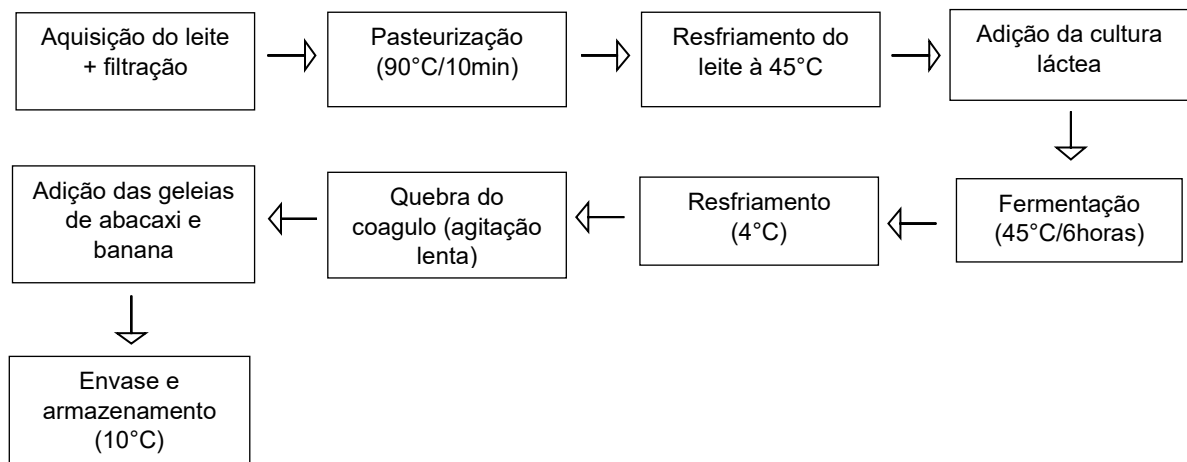 Aquisição do leite
+ filtração
Pasteurização
(90°C/10min)
Resfriamento do
leite à 45°C
Adição da cultura
láctea
Fermentação
(45°C/6horas)
Resfriamento
(4°C)
Quebra do
coagulo (agitação
lenta)
Adição das geleias
de abacaxi e
banana
Envase e
armazenamento
(10°C)